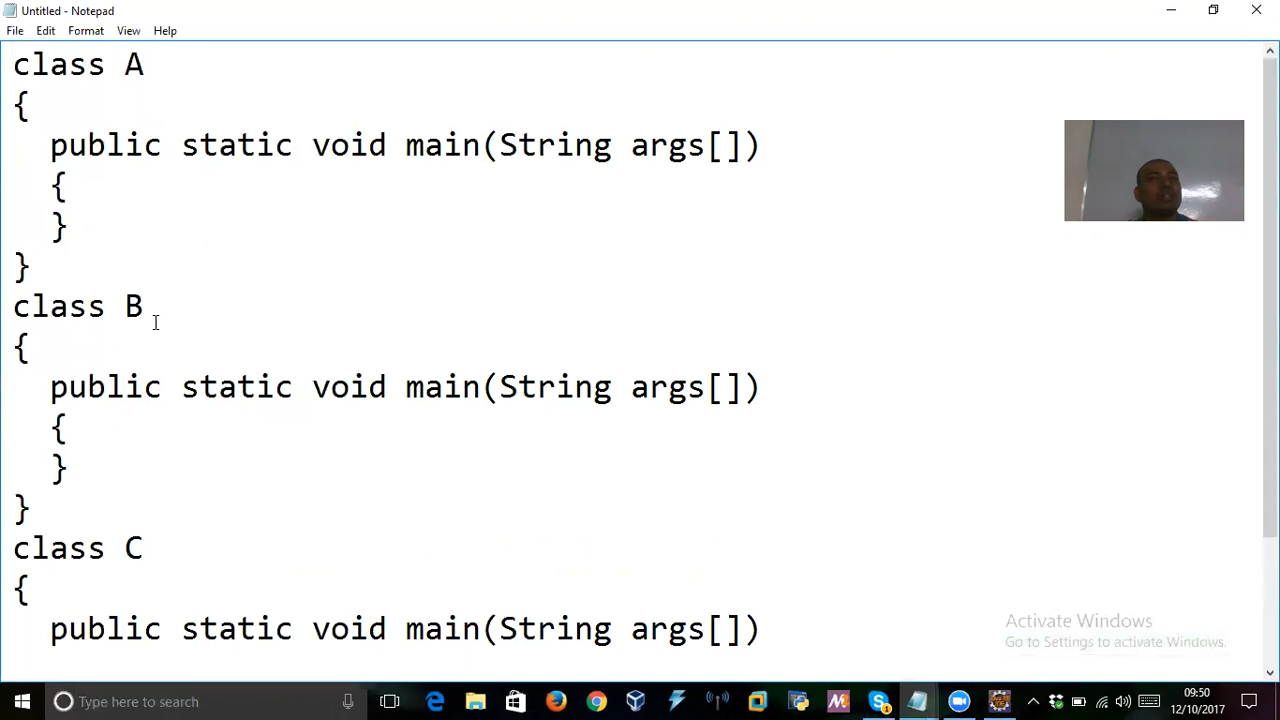 Untitled - Notepad
File Edit Format View Help
class A
{
public static void main(String args[])
{
}
}
class B
{
public static void main(String args[])
{
}
}
class C
{
public static void main(String args[])
Activate Windows
Go to Settings to activate Windows.
Type here to search
1
09:50
12/10/2017